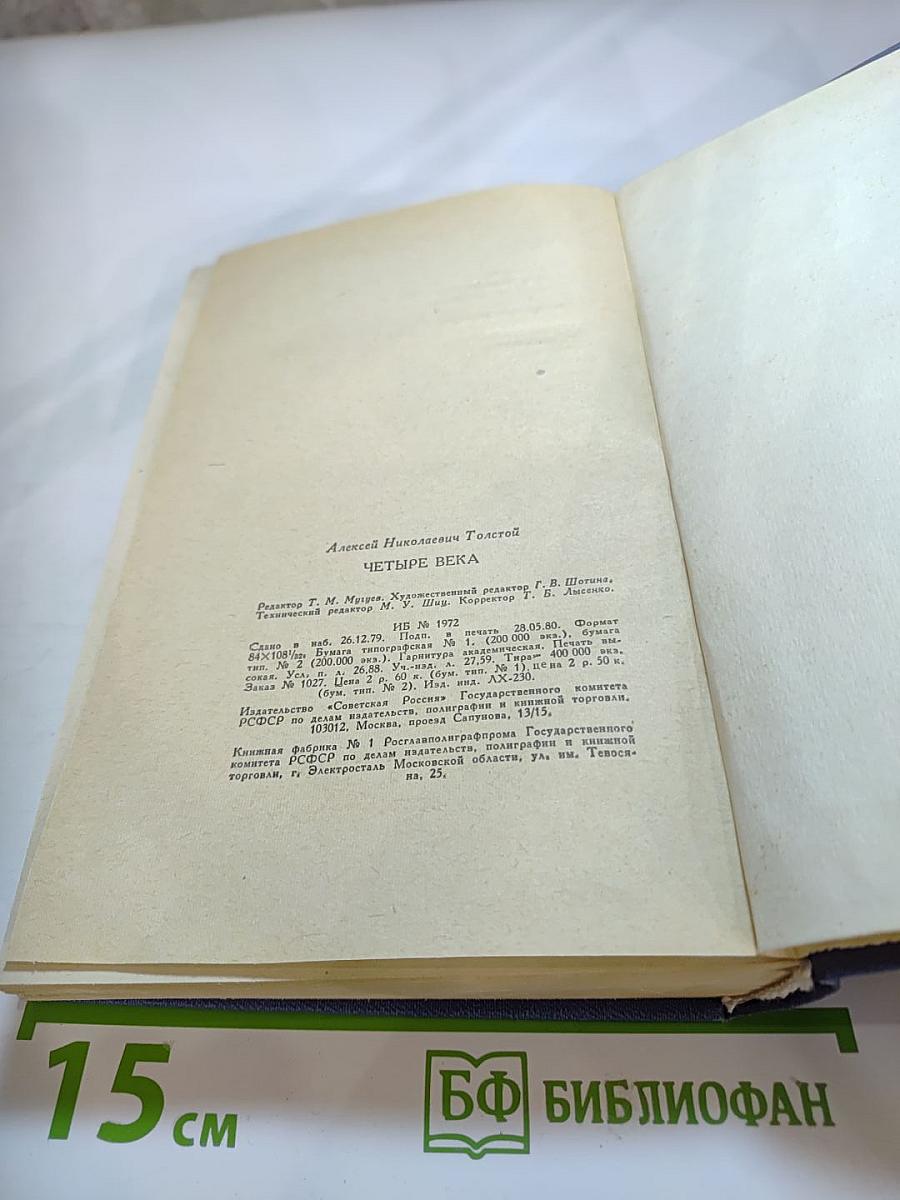 Алексей Николаевич Толстой
ЧЕТЫРЕ ВЕКА
Редактор Т. М. Мугуев. Художественный редактор Г. В. Шотина.
Технический редактор М. У. Шиц. Корректор Т. Б. Лысенко.
ИБ № 1972
Сдано в наб. 26.12.79. Подп. в печать 28.05.80. Формат
84×108¹/₃₂. Бумага типографская № 1. (200 000 экз.), бумага
тип. № 2 (200.000 экз.). Гарнитура академическая. Печать вы-
сокая. Усл. п. л. 26,88. Уч.-изд. л. 27,59. Тираж 400 000 экз.
Заказ № 1027. Цена 2 р. 60 к. (бум. тип. № 1), цена 2 р. 50 к.
(бум. тип. № 2). Изд. инд. ЛХ-230.
Издательство «Советская Россия» Государственного комитета
РСФСР по делам издательств, полиграфии и книжной торговли.
103012, Москва, проезд Сапунова, 13/15.
Книжная фабрика № 1 Росглавполиграфпрома Государственного
комитета РСФСР по делам издательств, полиграфии и книжной
торговли, г. Электросталь Московской области, ул. им. Тевося-
на, 25.
15 см
БФ БИБЛИОФАН